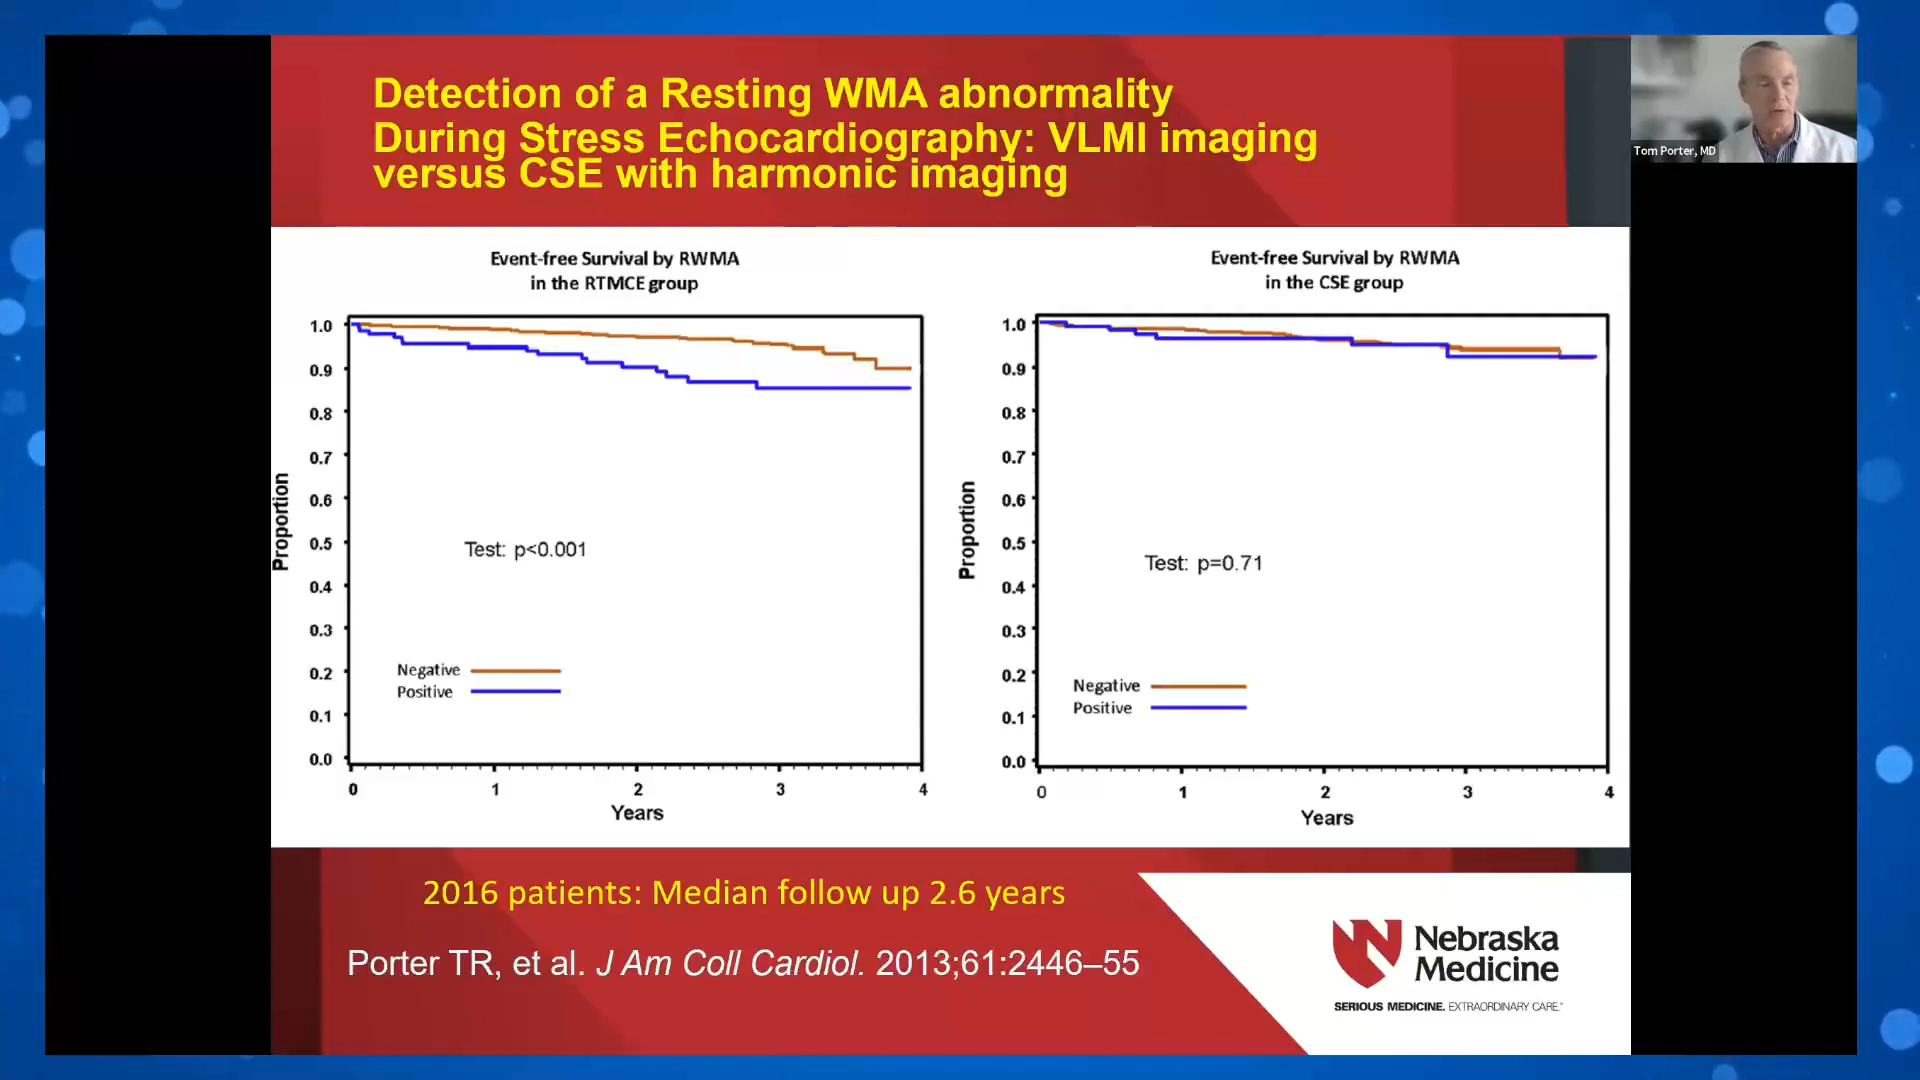 Detection of a Resting WMA abnormality
During Stress Echocardiography: VLMI imaging
versus CSE with harmonic imaging
Tom Porter, MD
Event-free Survival by RWMA
in the RTMCE group
1.0
0.9
0.8
0.7
0.6
0.5
0.4
0.3
0.2
0.1
0.0
Proportion
Test: p<0.001
Negative
Positive
0 1 2 3 4
Years
Event-free Survival by RWMA
in the CSE group
1.0
0.9
0.8
0.7
0.6
0.5
0.4
0.3
0.2
0.1
0.0
Proportion
Test: p=0.71
Negative
Positive
0 1 2 3 4
Years
2016 patients: Median follow up 2.6 years
Porter TR, et al. J Am Coll Cardiol. 2013;61:2446–55
Nebraska
Medicine
SERIOUS MEDICINE. EXTRAORDINARY CARE.